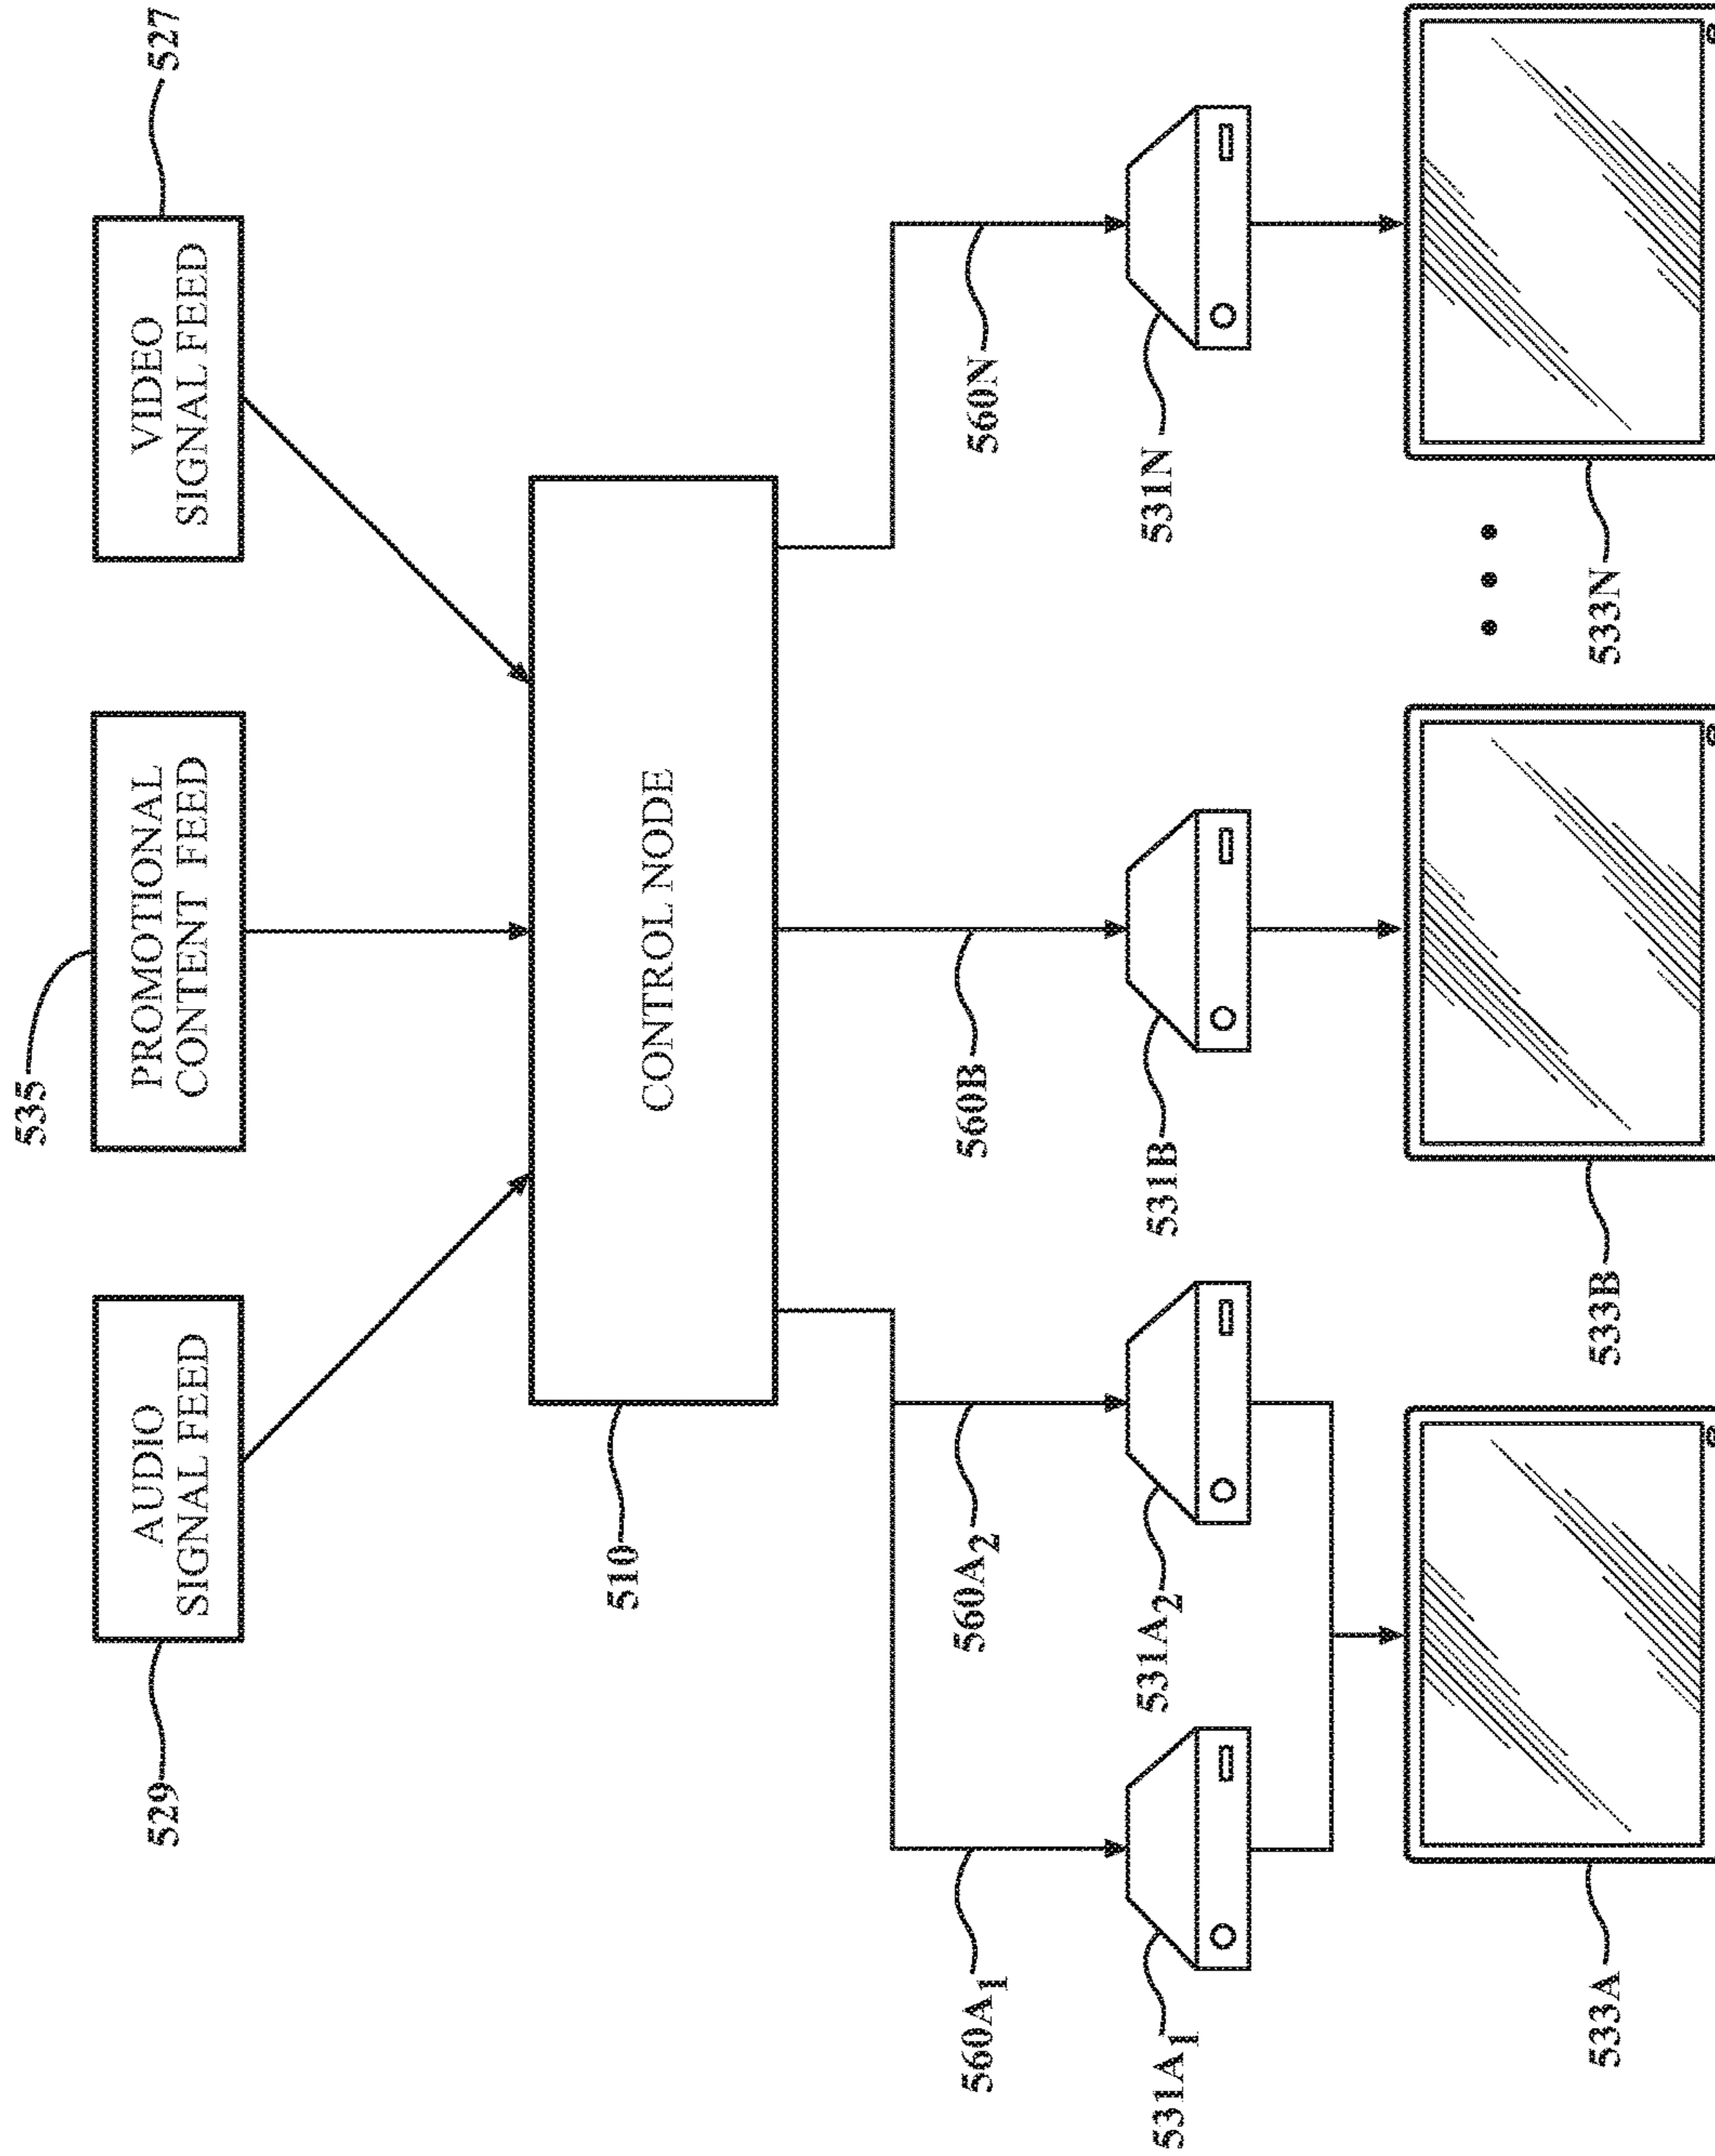 535
529
AUDIO
SIGNAL FEED
PROMOTIONAL
CONTENT FEED
VIDEO
SIGNAL FEED
527
510
CONTROL NODE
560A1
560A2
560B
560N
531A1
531A2
531B
531N
533A
533B
533N